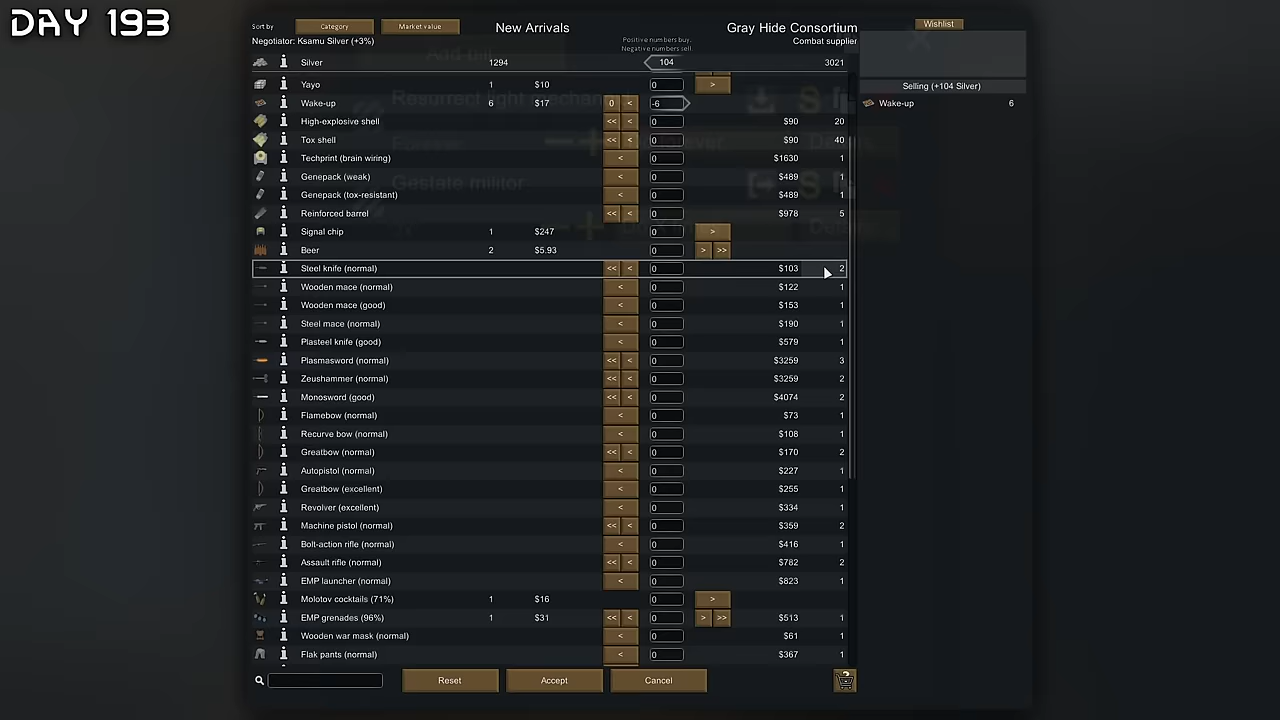 DAY 193
Sort by Category Market value New Arrivals Gray Hide Consortium Wishlist
Negotiator: Ksamu Silver (+3%) Positive numbers buy. Combat supplier
Negative numbers sell.
Silver 1294 104 3021
Selling (+104 Silver)
Wake-up 6
Yayo 1 $10 0 >
Wake-up 6 $17 0 < -6
High-explosive shell << < 0 $90 20
Tox shell << < 0 $90 40
Techprint (brain wiring) < 0 $1630 1
Genepack (weak) < 0 $489 1
Genepack (tox-resistant) < 0 $489 1
Reinforced barrel << < 0 $978 5
Signal chip 1 $247 0 >
Beer 2 $5.93 0 > >>
Steel knife (normal) << < 0 $103 2
Wooden mace (normal) < 0 $122 1
Wooden mace (good) < 0 $153 1
Steel mace (normal) < 0 $190 1
Plasteel knife (good) < 0 $579 1
Plasmasword (normal) << < 0 $3259 3
Zeushammer (normal) << < 0 $3259 2
Monosword (good) << < 0 $4074 2
Flamebow (normal) < 0 $73 1
Recurve bow (normal) < 0 $108 1
Greatbow (normal) << < 0 $170 2
Autopistol (normal) < 0 $227 1
Greatbow (excellent) < 0 $255 1
Revolver (excellent) < 0 $334 1
Machine pistol (normal) << < 0 $359 2
Bolt-action rifle (normal) < 0 $416 1
Assault rifle (normal) << < 0 $782 2
EMP launcher (normal) < 0 $823 1
Molotov cocktails (71%) 1 $16 0 >
EMP grenades (96%) 1 $31 << < 0 > >> $513 1
Wooden war mask (normal) < 0 $61 1
Flak pants (normal) < 0 $367 1
Reset Accept Cancel
Add bill
Resurrect light mechan
Gestate militor